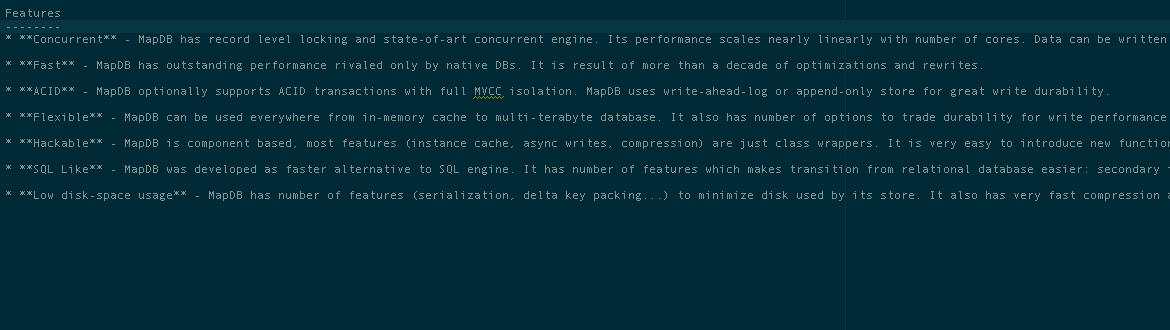 Features
--------
* **Concurrent** - MapDB has record level locking and state-of-art concurrent engine. Its performance scales nearly linearly with number of cores. Data can be written
* **Fast** - MapDB has outstanding performance rivaled only by native DBs. It is result of more than a decade of optimizations and rewrites.
* **ACID** - MapDB optionally supports ACID transactions with full MVCC isolation. MapDB uses write-ahead-log or append-only store for great write durability.
* **Flexible** - MapDB can be used everywhere from in-memory cache to multi-terabyte database. It also has number of options to trade durability for write performance
* **Hackable** - MapDB is component based, most features (instance cache, async writes, compression) are just class wrappers. It is very easy to introduce new function
* **SQL Like** - MapDB was developed as faster alternative to SQL engine. It has number of features which makes transition from relational database easier: secondary
* **Low disk-space usage** - MapDB has number of features (serialization, delta key packing...) to minimize disk used by its store. It also has very fast compression